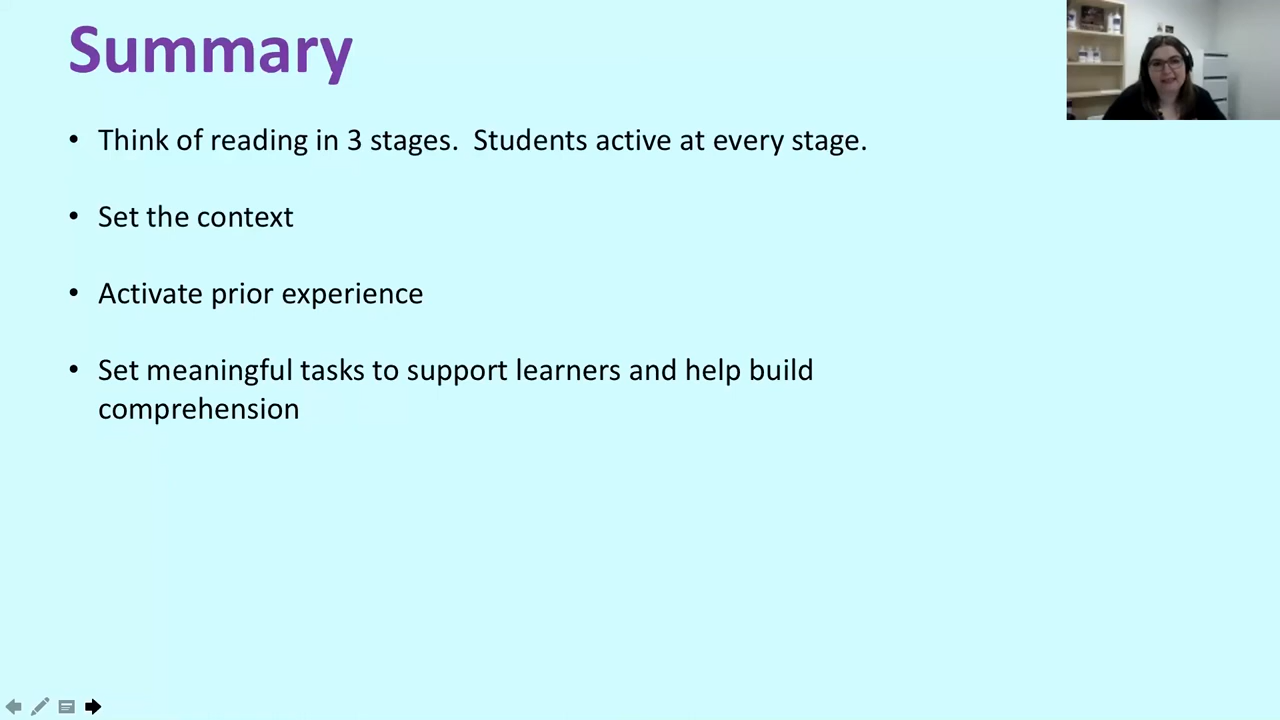 Summary
• Think of reading in 3 stages.  Students active at every stage.
• Set the context
• Activate prior experience
• Set meaningful tasks to support learners and help build
comprehension